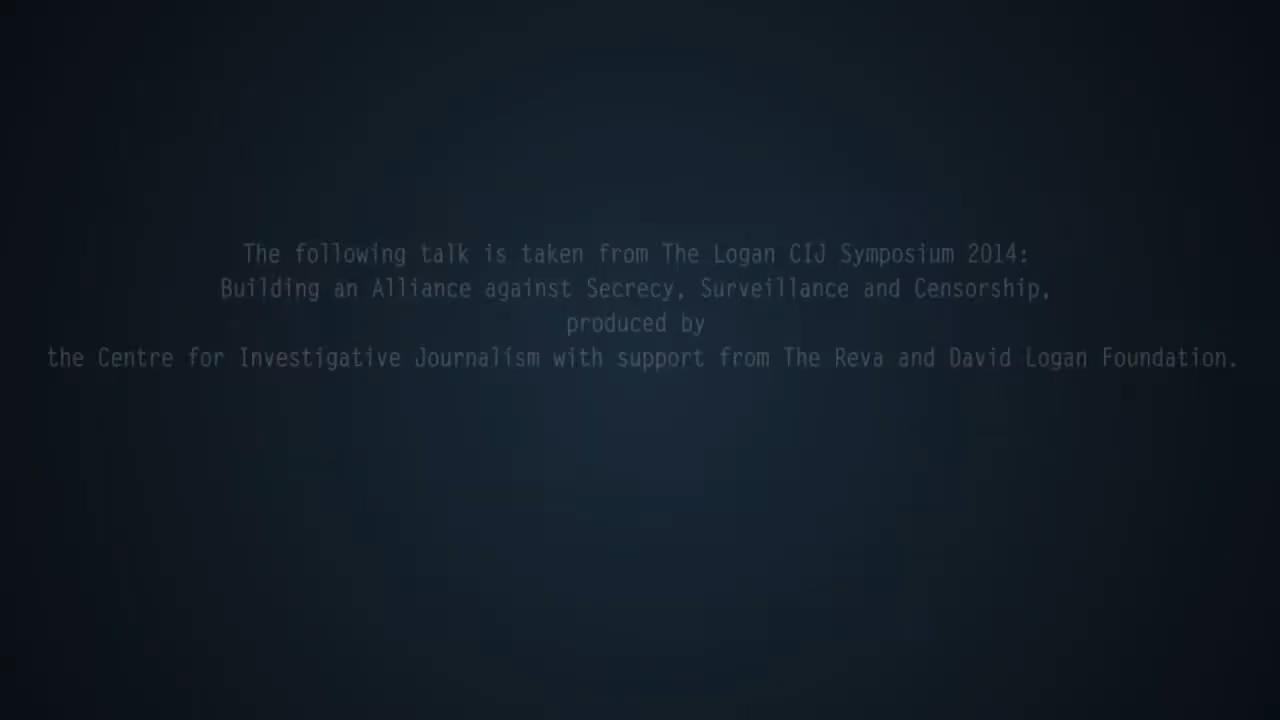 The following talk is taken from The Logan CIJ Symposium 2014:
Building an Alliance against Secrecy, Surveillance and Censorship,
produced by
the Centre for Investigative Journalism with support from The Reva and David Logan Foundation.